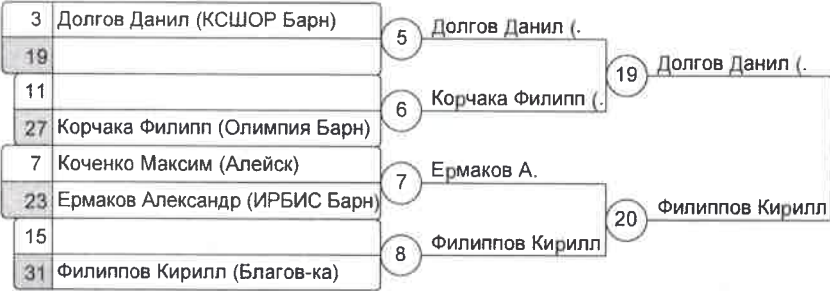 3 Долгов Данил (КСШОР Барн)
19
5 Долгов Данил (.
19 Долгов Данил (.
11
27 Корчака Филипп (Олимпия Барн)
6 Корчака Филипп (.
7 Коченко Максим (Алейск)
23 Ермаков Александр (ИРБИС Барн)
7 Ермаков А.
20 Филиппов Кирилл
15
31 Филиппов Кирилл (Благов-ка)
8 Филиппов Кирилл